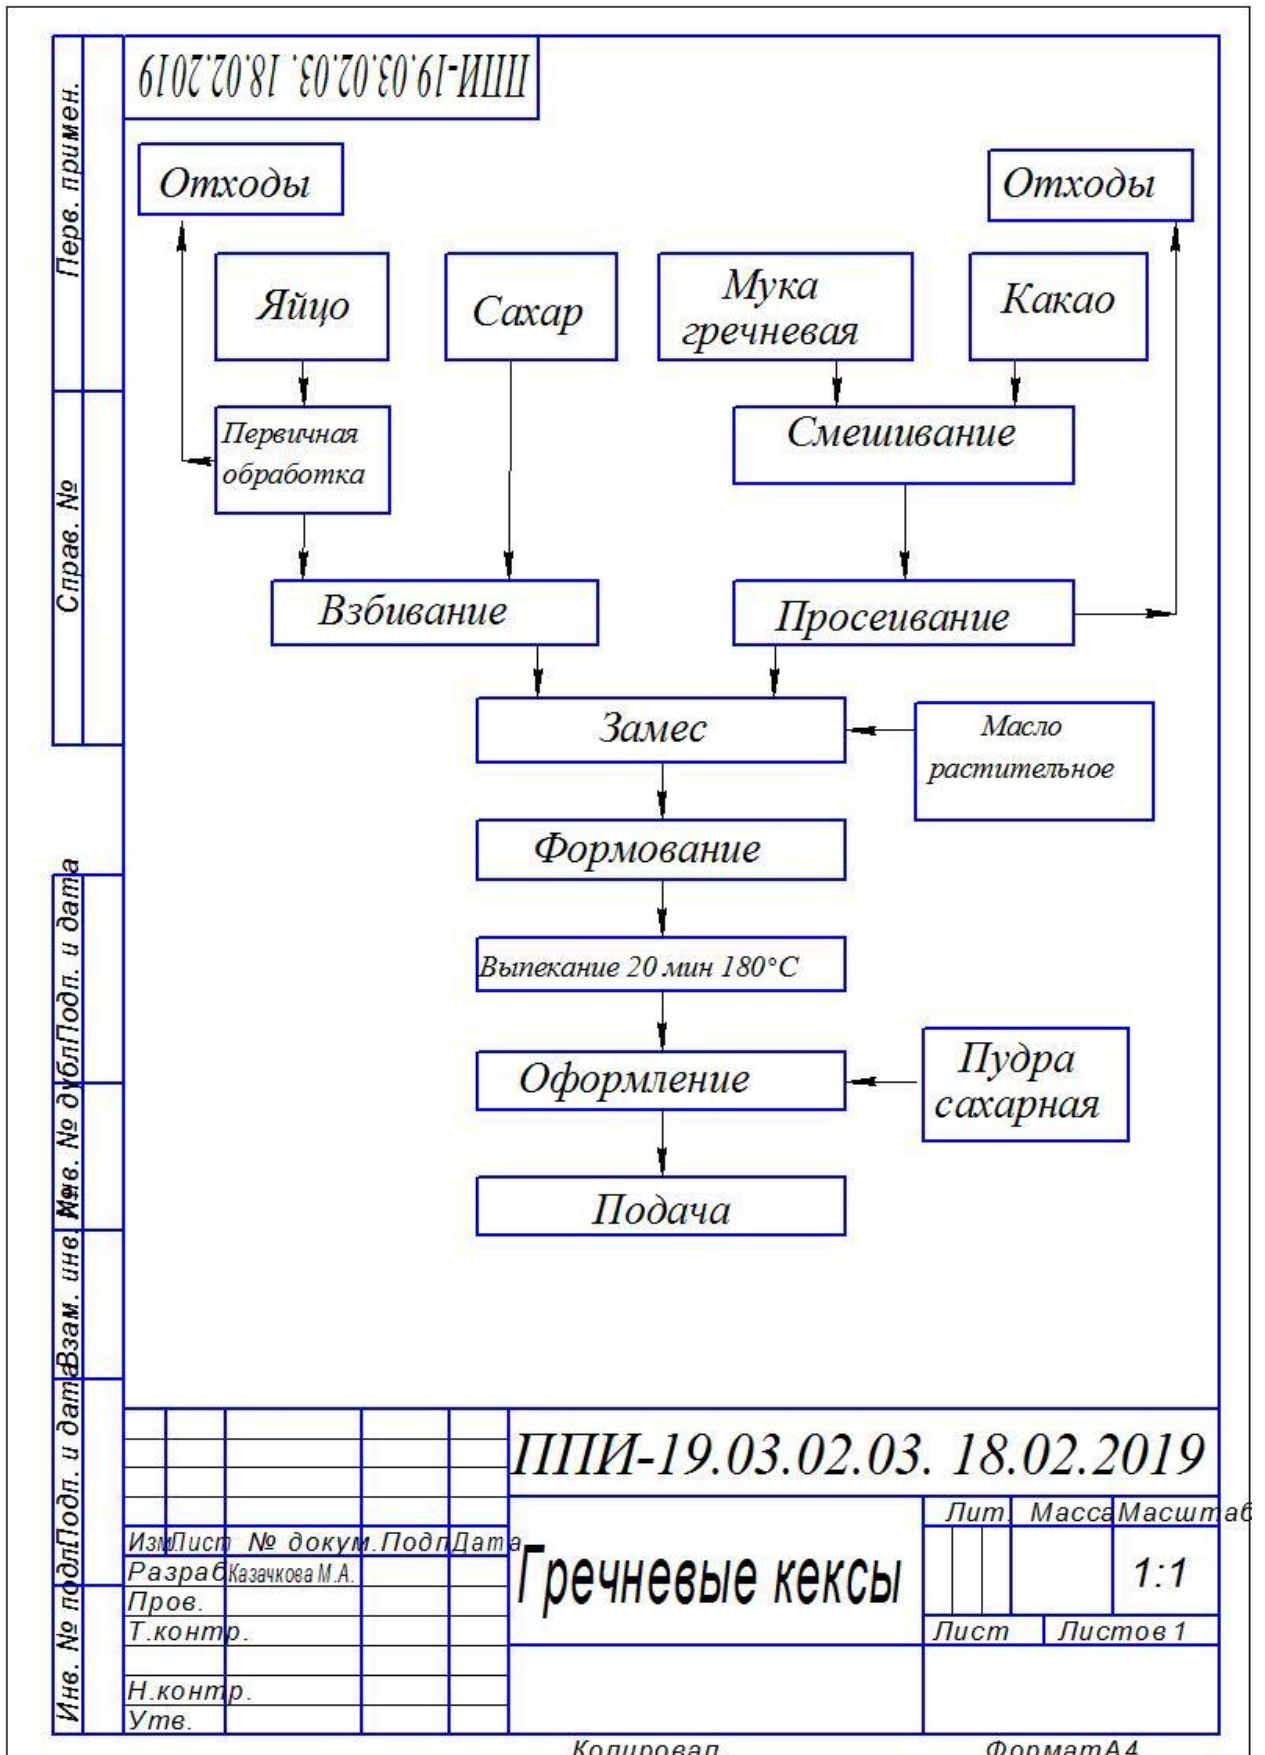 ППИ-19.03.02.03. 18.02.2019
Перв. примен.
Справ. №
Подп. и дата
Инв. № дубл
Взам. инв. №
Подп. и дата
Инв. № подл
Отходы
Отходы
Яйцо
Сахар
Мука
гречневая
Какао
Первичная
обработка
Смешивание
Взбивание
Просеивание
Замес
Масло
растительное
Формование
Выпекание 20 мин 180°С
Оформление
Пудра
сахарная
Подача
ППИ-19.03.02.03. 18.02.2019
Изм Лист № докум. Подп Дата
Разраб Казачкова М.А.
Пров.
Т.контр.
Н.контр.
Утв.
Гречневые кексы
Лит. Масса Масштаб
1:1
Лист Листов 1
Копировал ФорматА4